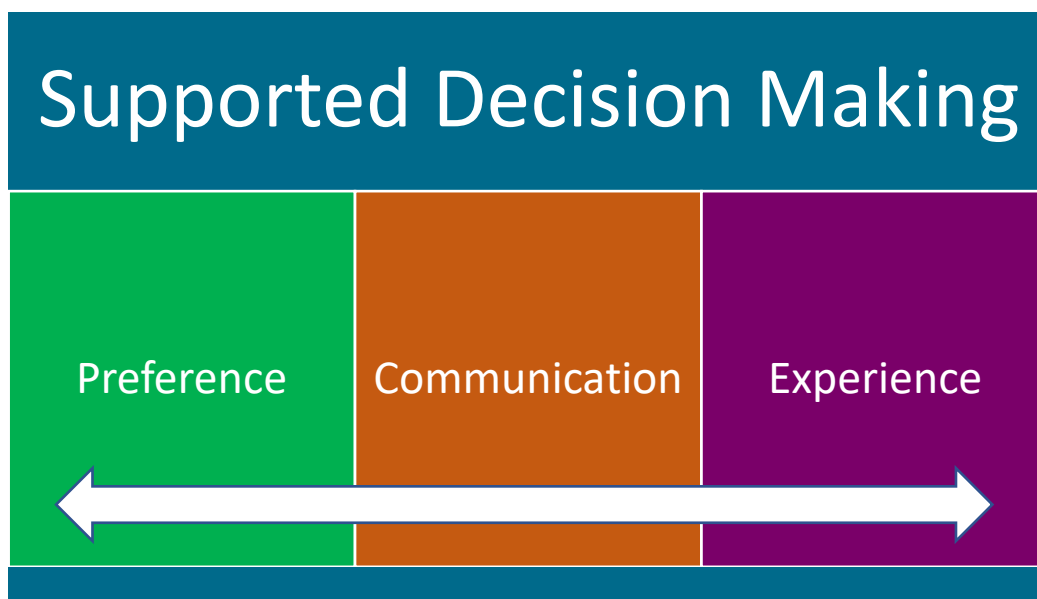 Supported Decision Making
Preference
Communication
Experience